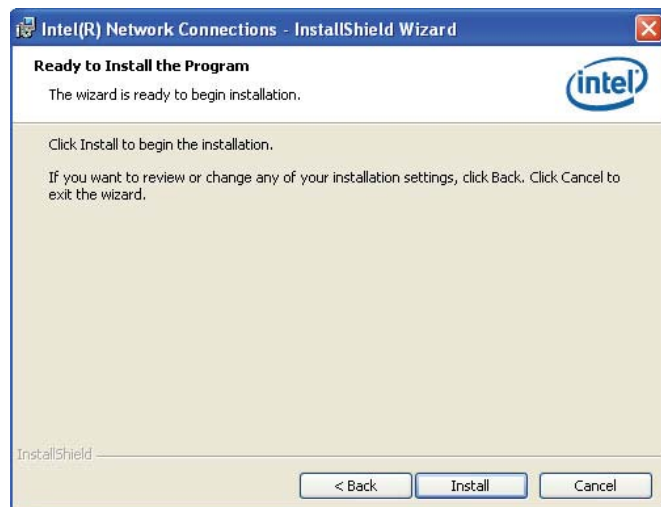 Intel(R) Network Connections - InstallShield Wizard
Ready to Install the Program
The wizard is ready to begin installation.
intel
Click Install to begin the installation.
If you want to review or change any of your installation settings, click Back. Click Cancel to
exit the wizard.
InstallShield
< Back
Install
Cancel